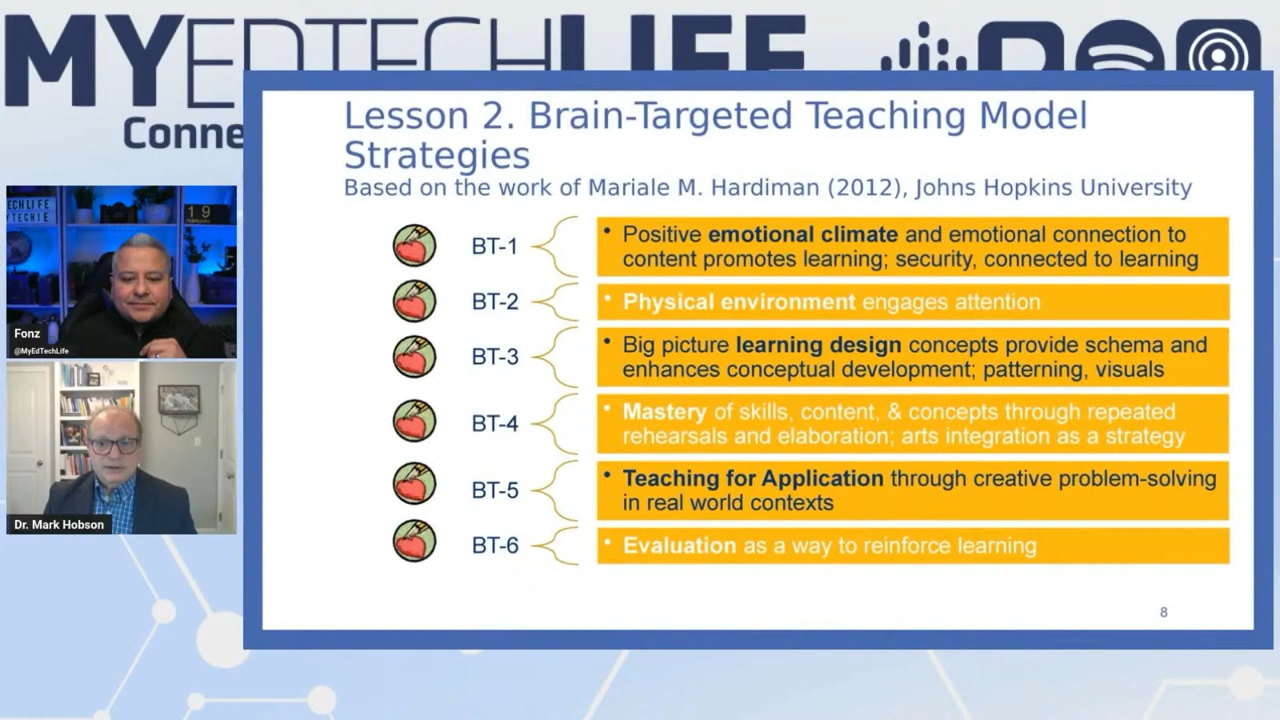 MYEDTECHLIFE
Conne
Lesson 2. Brain-Targeted Teaching Model
Strategies
Based on the work of Mariale M. Hardiman (2012), Johns Hopkins University
BT-1
• Positive emotional climate and emotional connection to
content promotes learning; security, connected to learning
BT-2
• Physical environment engages attention
BT-3
• Big picture learning design concepts provide schema and
enhances conceptual development; patterning, visuals
BT-4
• Mastery of skills, content, & concepts through repeated
rehearsals and elaboration; arts integration as a strategy
BT-5
• Teaching for Application through creative problem-solving
in real world contexts
BT-6
• Evaluation as a way to reinforce learning
8
19
Fonz
@MyEdTechLife
Dr. Mark Hobson